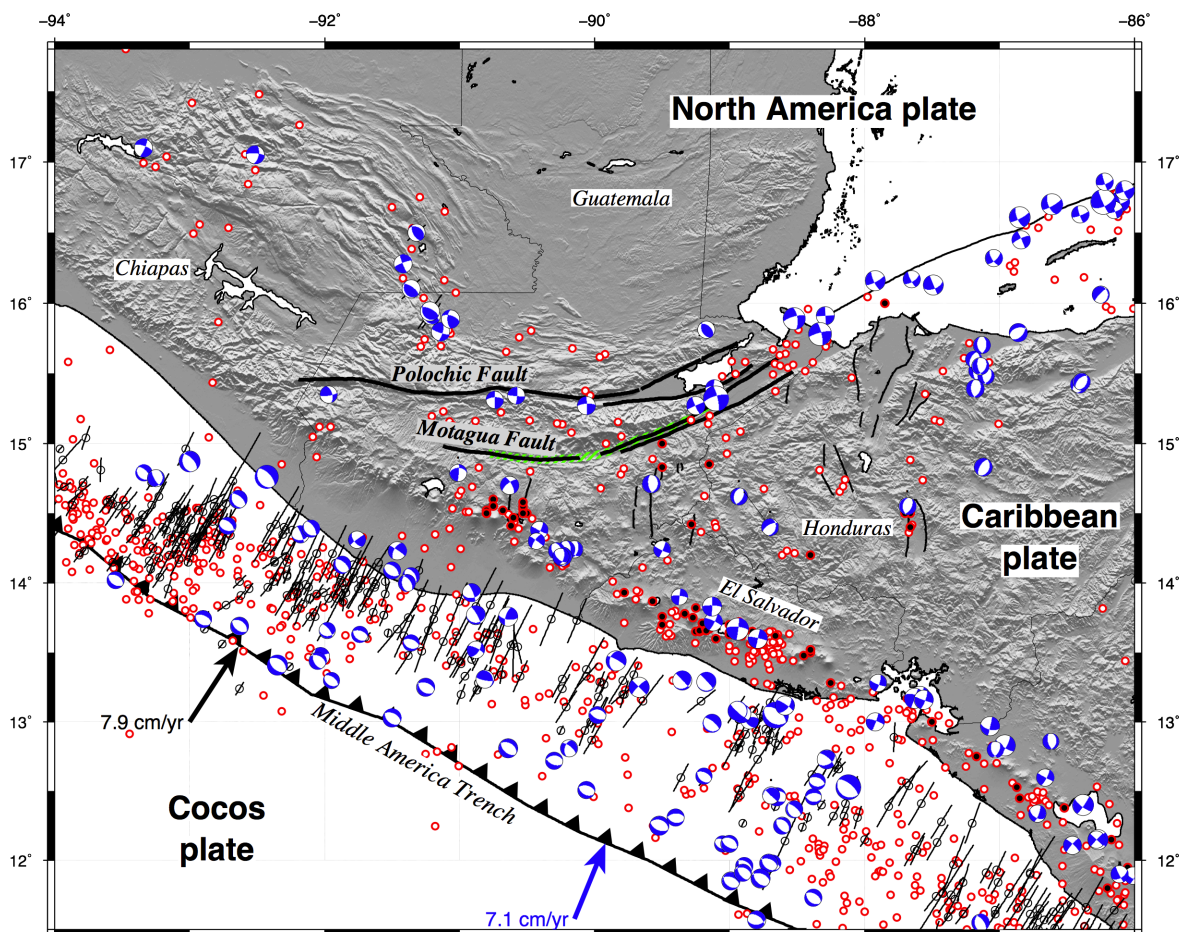 −94
−92
−90
−88
−86
North America plate
17˚
17˚
Guatemala
Chiapas
16˚
16˚
Polochic Fault
Motagua Fault
15˚
15˚
Honduras
Caribbean
plate
14˚
14˚
El Salvador
7.9 cm/yr
13˚
13˚
Middle America Trench
Cocos
plate
12˚
12˚
7.1 cm/yr